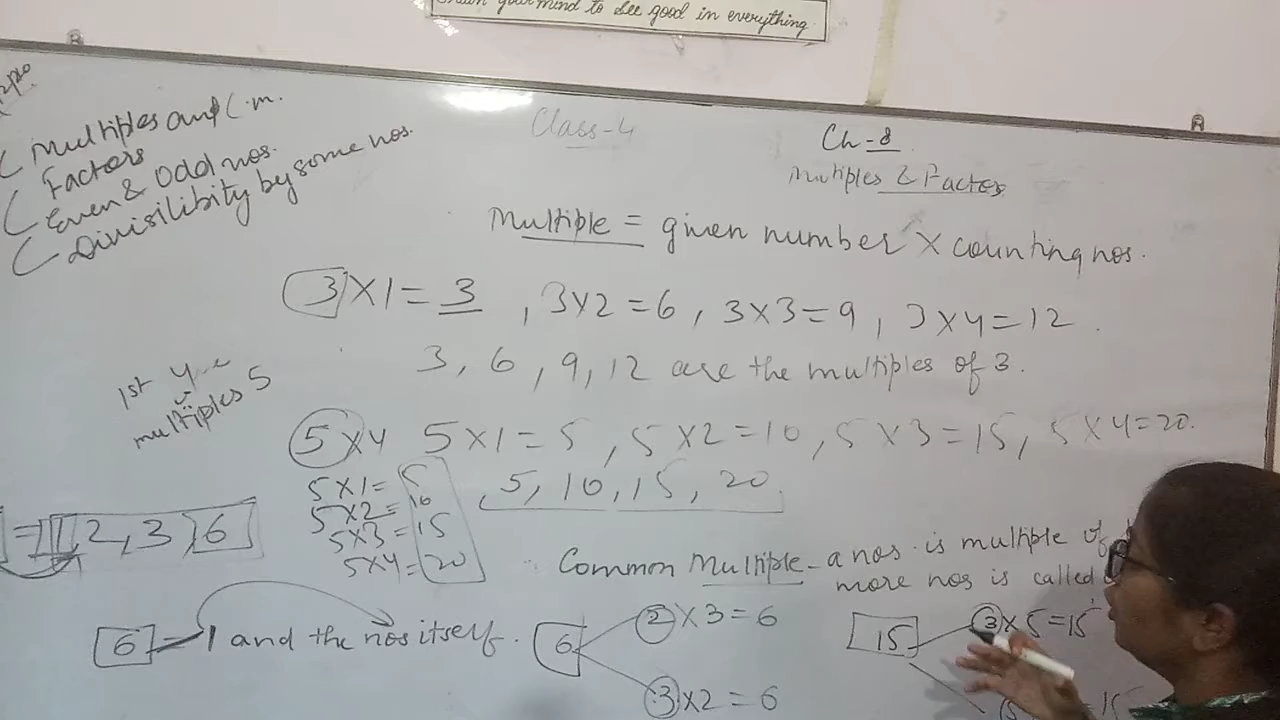 your mind to see good in everything.
Class-4
Ch-8
Multiples & Factors
Multiples and C.m.
Factors
Even & Odd nos.
Divisilibity by some nos.
Multiple = given number × counting nos.
3 × 1 = 3 , 3 × 2 = 6 , 3 × 3 = 9 , 3 × 4 = 12 .
3 , 6 , 9 , 12 are the multiples of 3 .
1st 4
multiples 5
5 × 4 5 × 1 = 5 , 5 × 2 = 10 , 5 × 3 = 15 , 5 × 4 = 20 .
5 × 1 = 5
5 × 2 = 10
5 × 3 = 15
5 × 4 = 20
5 , 10 , 15 , 20
= 1, 2, 3, 6
Common Multiple - a nos. is multiple of
more nos is called
6 = 1 and the nos itself .
6
2 × 3 = 6
3 × 2 = 6
15
3 × 5 = 15
15